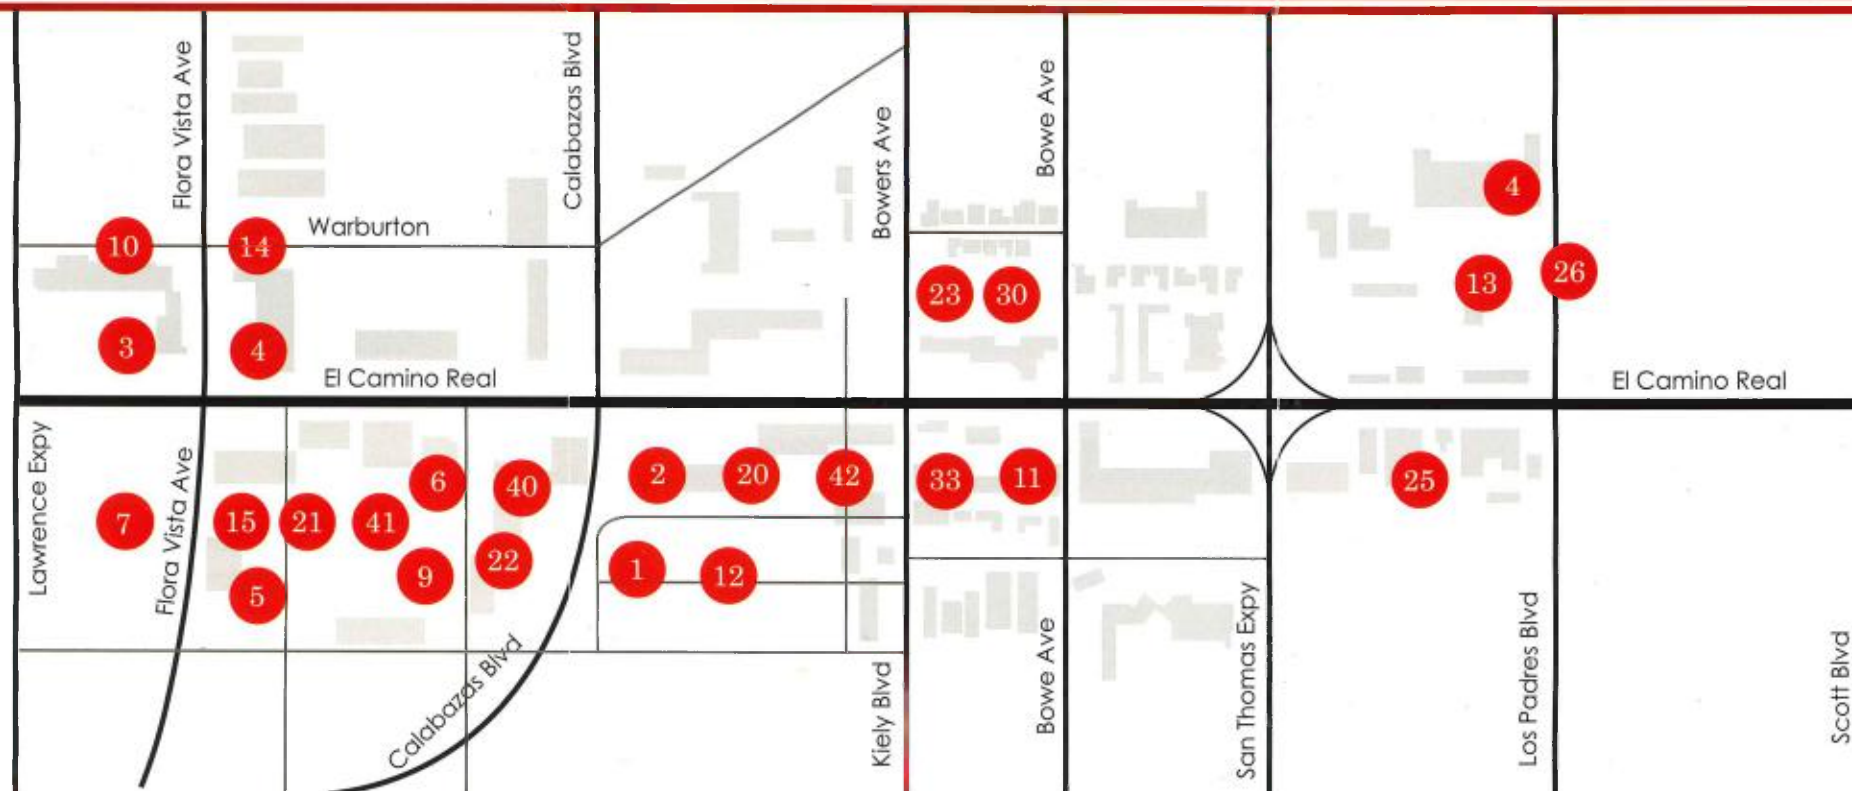 Flora Vista Ave
Calabazas Blvd
Bowers Ave
Bowe Ave
4
10
14
Warburton
23
30
13
26
3
4
El Camino Real
El Camino Real
Lawrence Expy
7
Flora Vista Ave
15
21
41
6
40
2
20
42
33
11
25
5
9
22
1
12
Calabazas Blvd
Kiely Blvd
Bowe Ave
San Thomas Expy
Los Padres Blvd
Scott Blvd